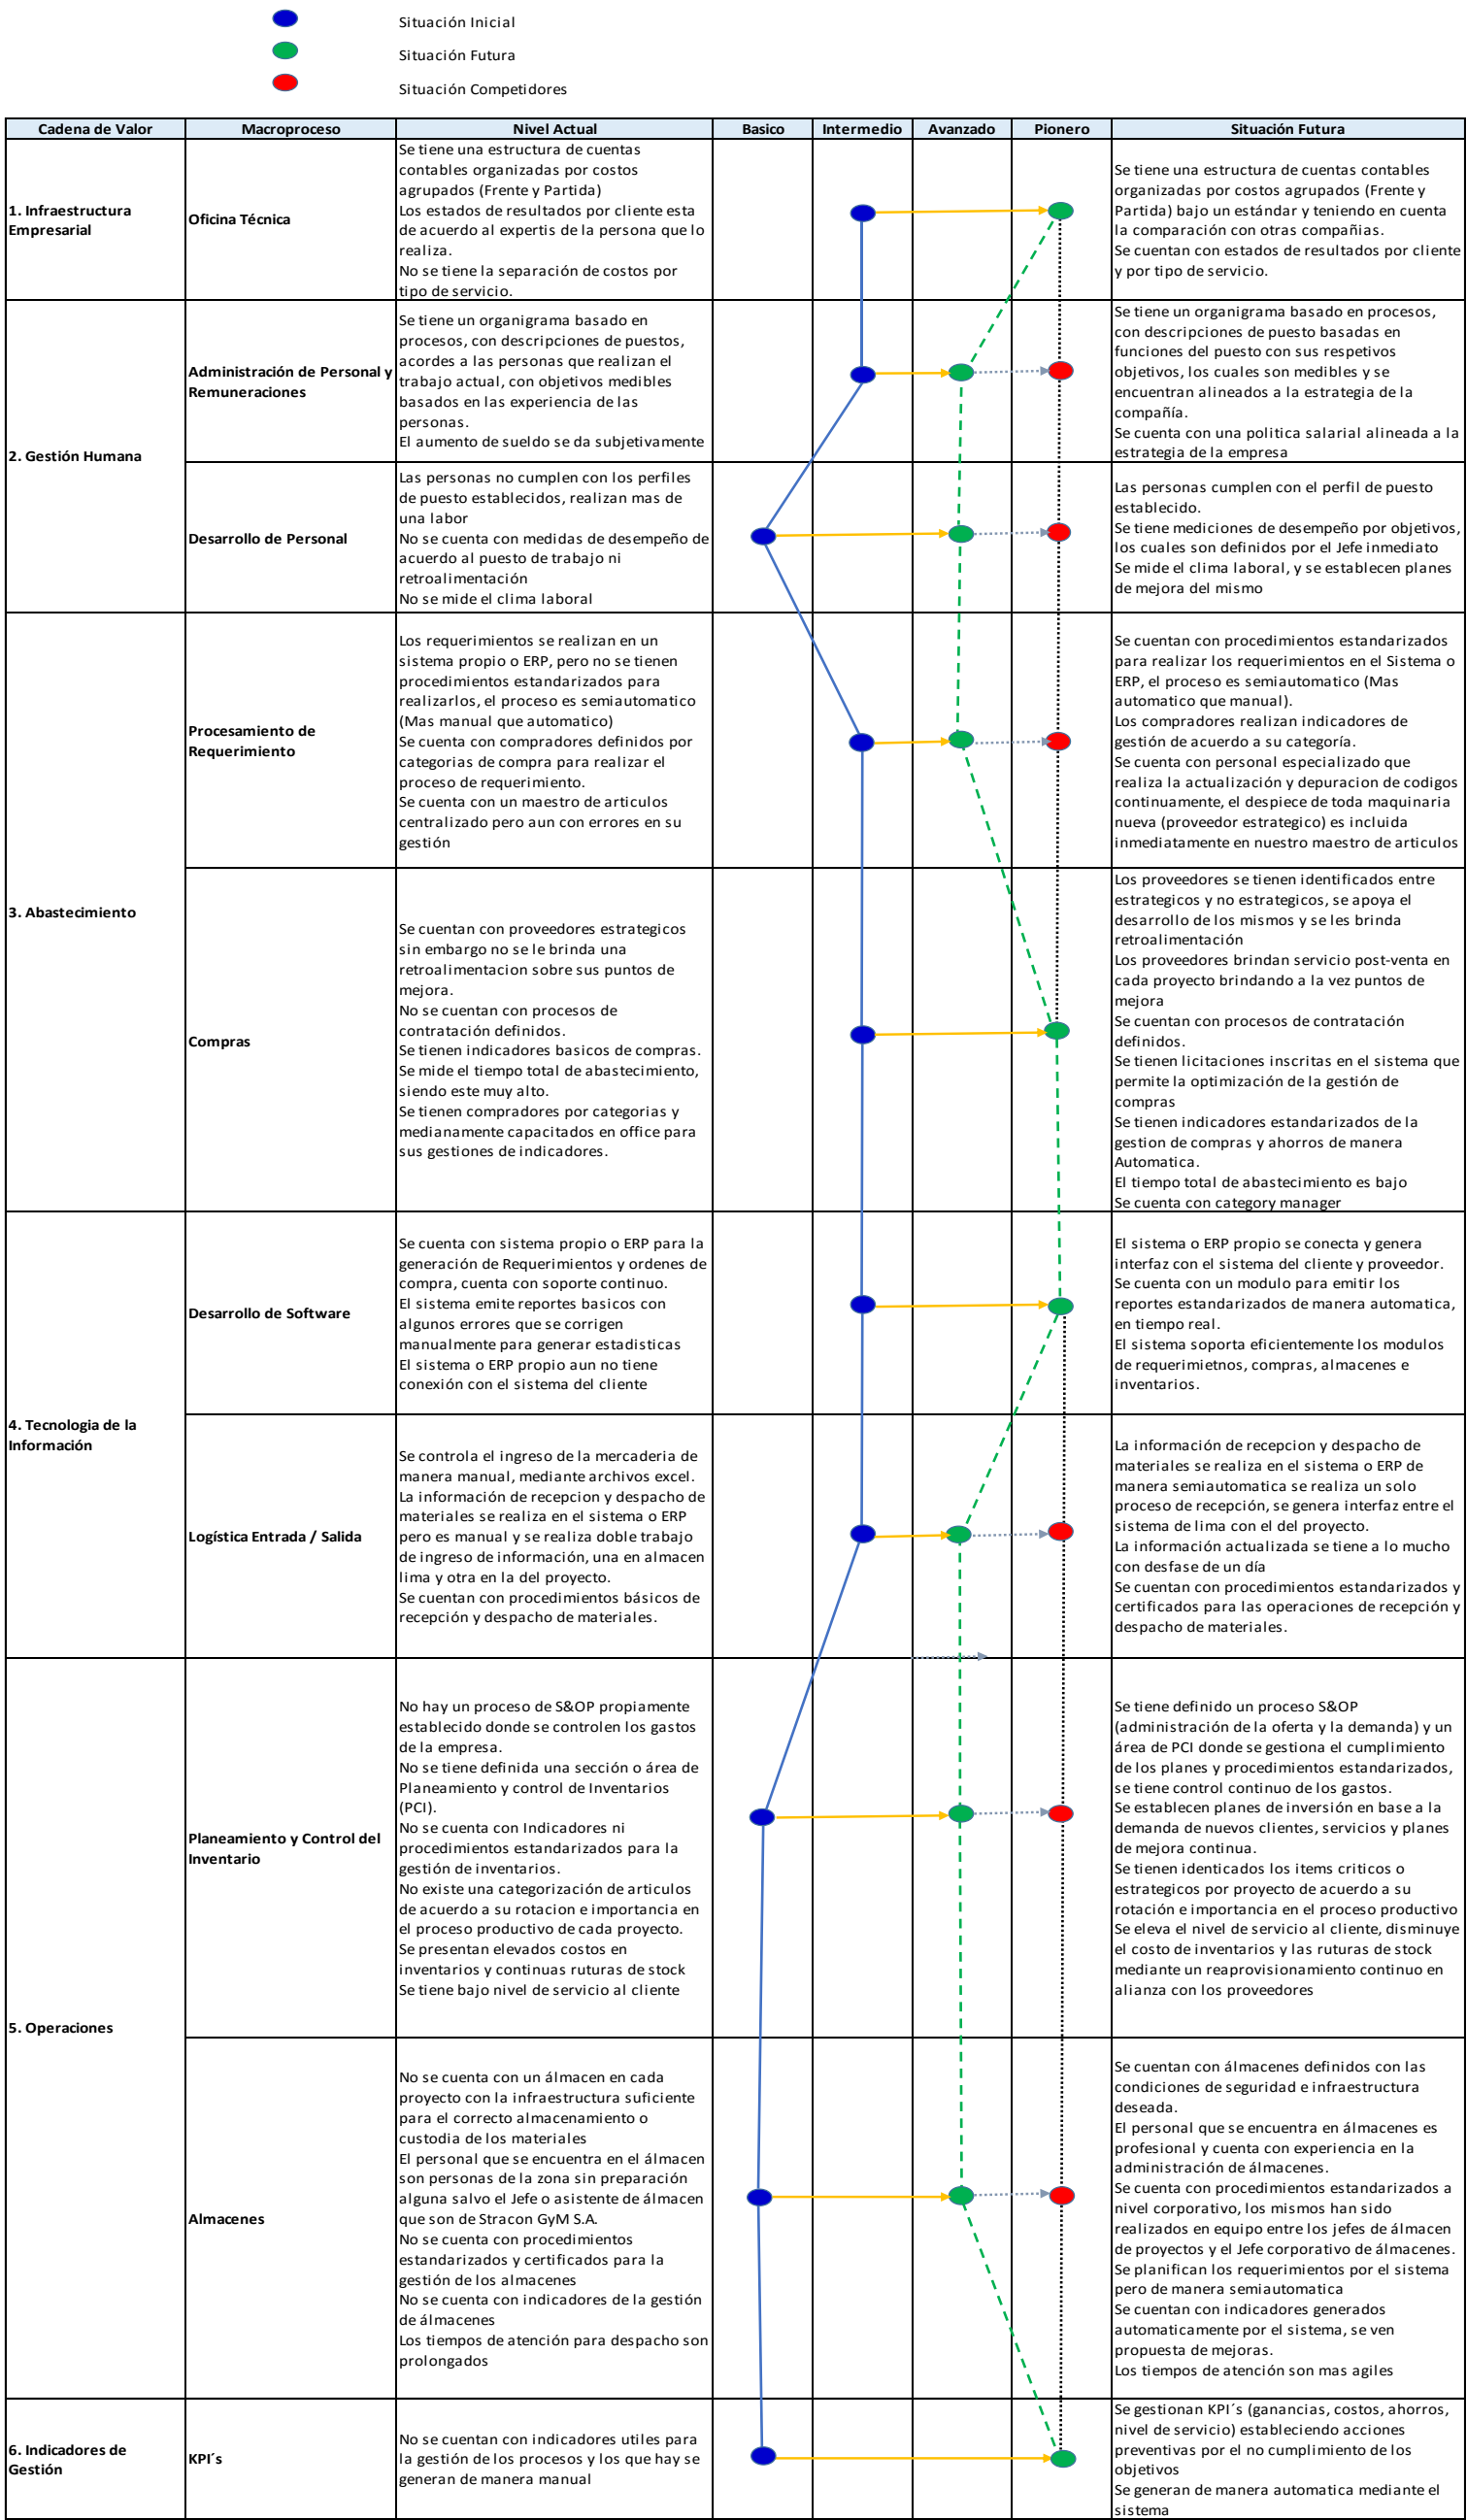 Situación Inicial
Situación Futura
Situación Competidores
Cadena de Valor
Macroproceso
Nivel Actual
Basico
Intermedio
Avanzado
Pionero
Situación Futura
1. Infraestructura
Empresarial
Oficina Técnica
Se tiene una estructura de cuentas
contables organizadas por costos
agrupados (Frente y Partida)
Los estados de resultados por cliente esta
de acuerdo al expertis de la persona que lo
realiza.
No se tiene la separación de costos por
tipo de servicio.
Se tiene una estructura de cuentas contables
organizadas por costos agrupados (Frente y
Partida) bajo un estándar y teniendo en cuenta
la comparación con otras compañias.
Se cuentan con estados de resultados por cliente
y por tipo de servicio.
2. Gestión Humana
Administración de Personal y
Remuneraciones
Se tiene un organigrama basado en
procesos, con descripciones de puestos,
acordes a las personas que realizan el
trabajo actual, con objetivos medibles
basados en las experiencia de las
personas.
El aumento de sueldo se da subjetivamente
Se tiene un organigrama basado en procesos,
con descripciones de puesto basadas en
funciones del puesto con sus respetivos
objetivos, los cuales son medibles y se
encuentran alineados a la estrategia de la
compañía.
Se cuenta con una politica salarial alineada a la
estrategia de la empresa
Desarrollo de Personal
Las personas no cumplen con los perfiles
de puesto establecidos, realizan mas de
una labor
No se cuenta con medidas de desempeño de
acuerdo al puesto de trabajo ni
retroalimentación
No se mide el clima laboral
Las personas cumplen con el perfil de puesto
establecido.
Se tiene mediciones de desempeño por objetivos,
los cuales son definidos por el Jefe inmediato
Se mide el clima laboral, y se establecen planes
de mejora del mismo
3. Abastecimiento
Procesamiento de
Requerimiento
Los requerimientos se realizan en un
sistema propio o ERP, pero no se tienen
procedimientos estandarizados para
realizarlos, el proceso es semiautomatico
(Mas manual que automatico)
Se cuenta con compradores definidos por
categorias de compra para realizar el
proceso de requerimiento.
Se cuenta con un maestro de articulos
centralizado pero aun con errores en su
gestión
Se cuentan con procedimientos estandarizados
para realizar los requerimientos en el Sistema o
ERP, el proceso es semiautomatico (Mas
automatico que manual).
Los compradores realizan indicadores de
gestión de acuerdo a su categoría.
Se cuenta con personal especializado que
realiza la actualización y depuracion de codigos
continuamente, el despiece de toda maquinaria
nueva (proveedor estrategico) es incluida
inmediatamente en nuestro maestro de articulos
Compras
Se cuentan con proveedores estrategicos
sin embargo no se le brinda una
retroalimentacion sobre sus puntos de
mejora.
No se cuentan con procesos de
contratación definidos.
Se tienen indicadores basicos de compras.
Se mide el tiempo total de abastecimiento,
siendo este muy alto.
Se tienen compradores por categorias y
medianamente capacitados en office para
sus gestiones de indicadores.
Los proveedores se tienen identificados entre
estrategicos y no estrategicos, se apoya el
desarrollo de los mismos y se les brinda
retroalimentación
Los proveedores brindan servicio post-venta en
cada proyecto brindando a la vez puntos de
mejora
Se cuentan con procesos de contratación
definidos.
Se tienen licitaciones inscritas en el sistema que
permite la optimización de la gestión de
compras
Se tienen indicadores estandarizados de la
gestion de compras y ahorros de manera
Automatica.
El tiempo total de abastecimiento es bajo
Se cuenta con category manager
4. Tecnologia de la
Información
Desarrollo de Software
Se cuenta con sistema propio o ERP para la
generación de Requerimientos y ordenes de
compra, cuenta con soporte continuo.
El sistema emite reportes basicos con
algunos errores que se corrigen
manualmente para generar estadisticas
El sistema o ERP propio aun no tiene
conexión con el sistema del cliente
El sistema o ERP propio se conecta y genera
interfaz con el sistema del cliente y proveedor.
Se cuenta con un modulo para emitir los
reportes estandarizados de manera automatica,
en tiempo real.
El sistema soporta eficientemente los modulos
de requerimietnos, compras, almacenes e
inventarios.
Logística Entrada / Salida
Se controla el ingreso de la mercaderia de
manera manual, mediante archivos excel.
La información de recepcion y despacho de
materiales se realiza en el sistema o ERP
pero es manual y se realiza doble trabajo
de ingreso de información, una en almacen
lima y otra en la del proyecto.
Se cuentan con procedimientos básicos de
recepción y despacho de materiales.
La información de recepcion y despacho de
materiales se realiza en el sistema o ERP de
manera semiautomatica se realiza un solo
proceso de recepción, se genera interfaz entre el
sistema de lima con el del proyecto.
La información actualizada se tiene a lo mucho
con desfase de un día
Se cuentan con procedimientos estandarizados y
certificados para las operaciones de recepción y
despacho de materiales.
5. Operaciones
Planeamiento y Control del
Inventario
No hay un proceso de S&OP propiamente
establecido donde se controlen los gastos
de la empresa.
No se tiene definida una sección o área de
Planeamiento y control de Inventarios
(PCI).
No se cuenta con Indicadores ni
procedimientos estandarizados para la
gestión de inventarios.
No existe una categorización de articulos
de acuerdo a su rotacion e importancia en
el proceso productivo de cada proyecto.
Se presentan elevados costos en
inventarios y continuas ruturas de stock
Se tiene bajo nivel de servicio al cliente
Se tiene definido un proceso S&OP
(administración de la oferta y la demanda) y un
área de PCI donde se gestiona el cumplimiento
de los planes y procedimientos estandarizados,
se tiene control continuo de los gastos.
Se establecen planes de inversión en base a la
demanda de nuevos clientes, servicios y planes
de mejora continua.
Se tienen identicados los items criticos o
estrategicos por proyecto de acuerdo a su
rotación e importancia en el proceso productivo
Se eleva el nivel de servicio al cliente, disminuye
el costo de inventarios y las ruturas de stock
mediante un reaprovisionamiento continuo en
alianza con los proveedores
Almacenes
No se cuenta con un álmacen en cada
proyecto con la infraestructura suficiente
para el correcto almacenamiento o
custodia de los materiales
El personal que se encuentra en el álmacen
son personas de la zona sin preparación
alguna salvo el Jefe o asistente de álmacen
que son de Stracon GyM S.A.
No se cuenta con procedimientos
estandarizados y certificados para la
gestión de los almacenes
No se cuenta con indicadores de la gestión
de álmacenes
Los tiempos de atención para despacho son
prolongados
Se cuentan con álmacenes definidos con las
condiciones de seguridad e infraestructura
deseada.
El personal que se encuentra en álmacenes es
profesional y cuenta con experiencia en la
administración de álmacenes.
Se cuenta con procedimientos estandarizados a
nivel corporativo, los mismos han sido
realizados en equipo entre los jefes de álmacen
de proyectos y el Jefe corporativo de álmacenes.
Se planifican los requerimientos por el sistema
pero de manera semiautomatica
Se cuentan con indicadores generados
automaticamente por el sistema, se ven
propuesta de mejoras.
Los tiempos de atención son mas agiles
6. Indicadores de
Gestión
KPI´s
No se cuentan con indicadores utiles para
la gestión de los procesos y los que hay se
generan de manera manual
Se gestionan KPI´s (ganancias, costos, ahorros,
nivel de servicio) estableciendo acciones
preventivas por el no cumplimiento de los
objetivos
Se generan de manera automatica mediante el
sistema